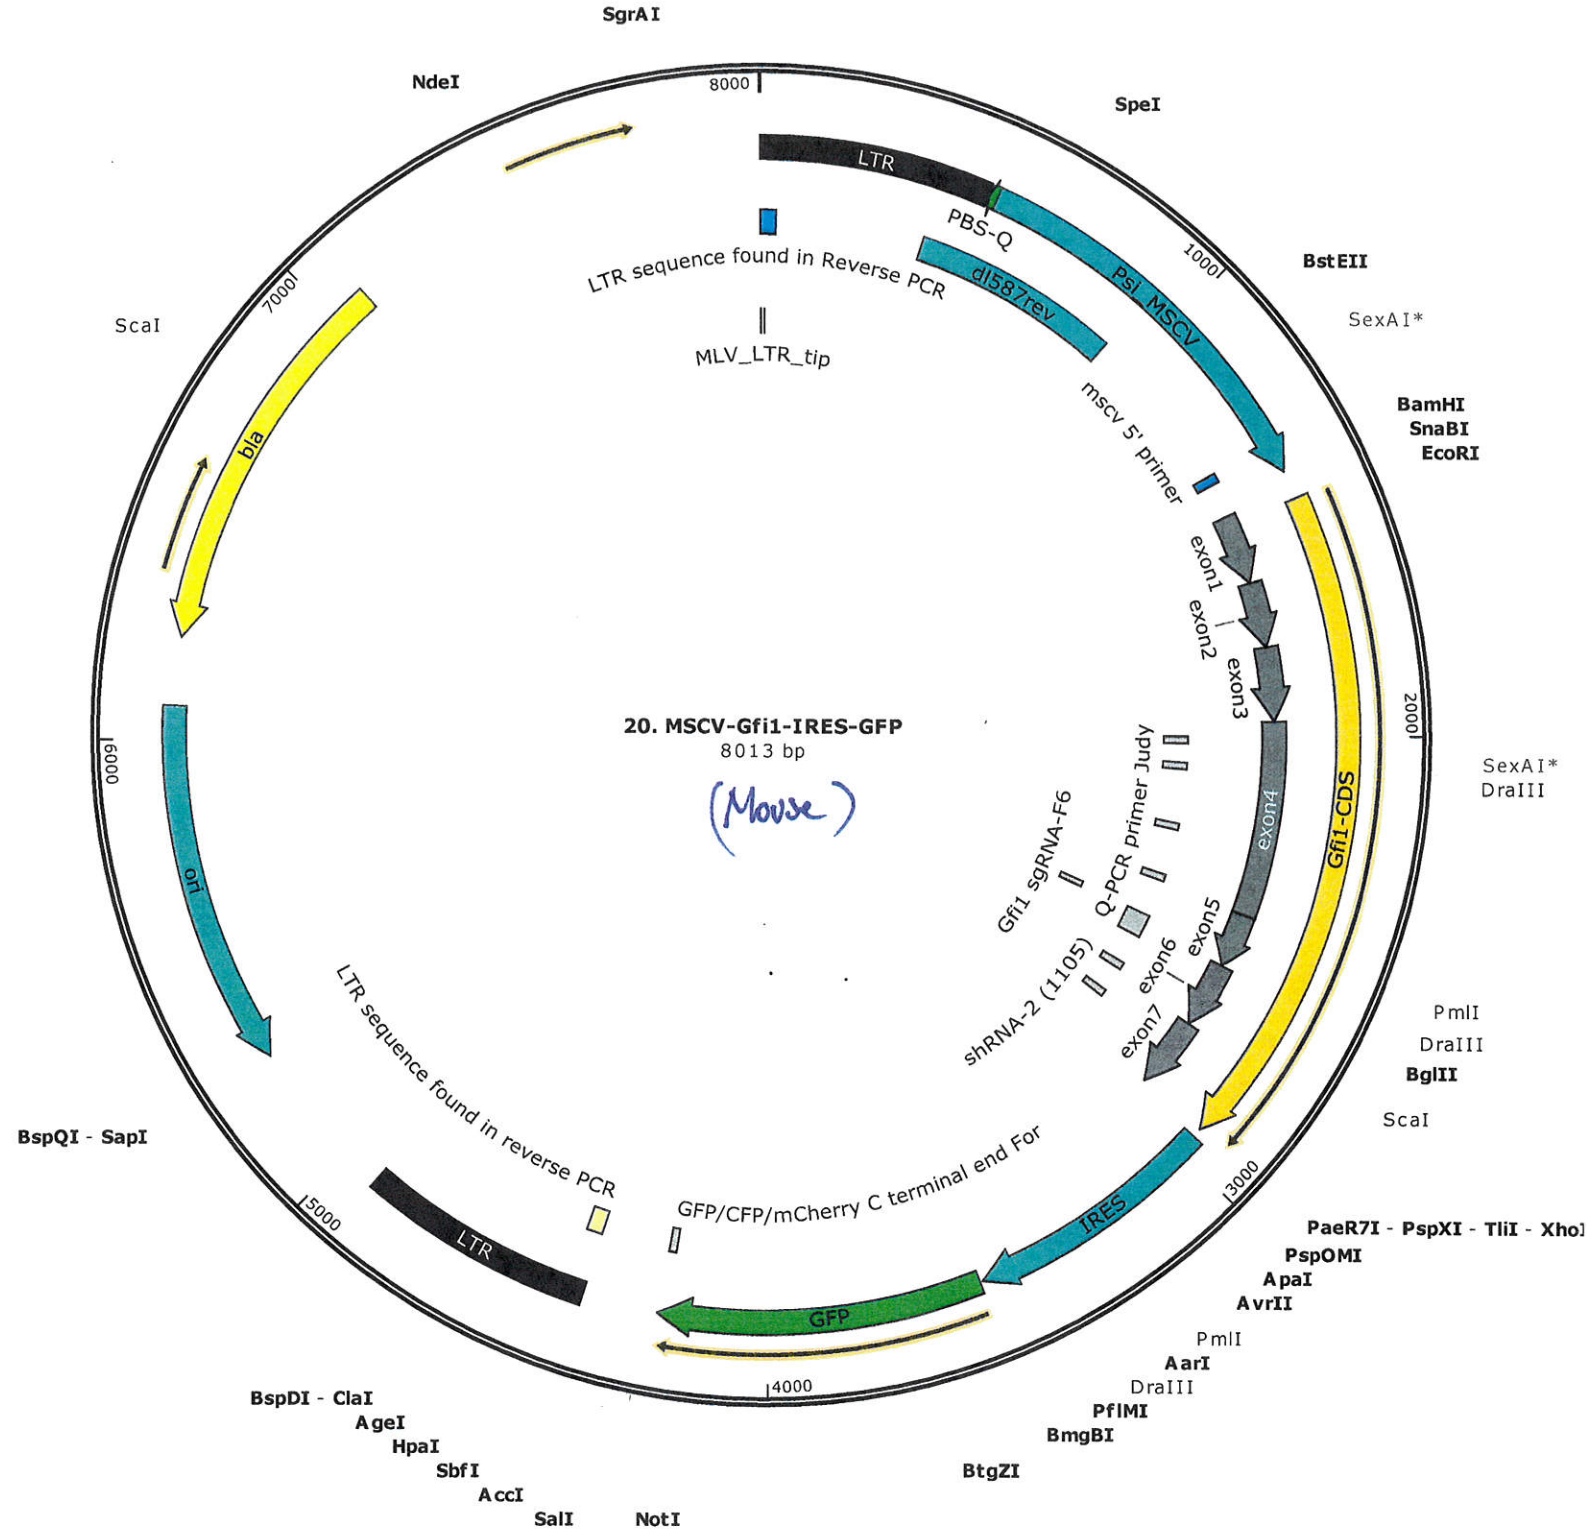 SgrAI
8000
NdeI
SpeI
LTR
PBS-Q
LTR sequence found in Reverse PCR
dl587rev
Psi_MSCV
1000
BstEII
7000
ScaI
SexAI*
MLV_LTR_tip
mscv 5' primer
BamHI
SnaBI
EcoRI
bla
exon1
exon2
exon3
20. MSCV-Gfi1-IRES-GFP
8013 bp
(Mouse)
2000
6000
SexAI*
DraIII
Q-PCR primer Judy
exon4
Gfi1-CDS
Gfi1 sgRNA-F6
ori
exon5
exon6
exon7
shRNA-2 (1105)
PmlI
DraIII
BglII
ScaI
LTR sequence found in reverse PCR
BspQI - SapI
GFP/CFP/mCherry C terminal end For
3000
5000
IRES
LTR
PaeR7I - PspXI - TliI - XhoI
PspOMI
ApaI
AvrII
GFP
PmlI
AarI
4000
DraIII
BspDI - ClaI
PflMI
AgeI
BmgBI
HpaI
SbfI
BtgZI
AccI
SalI
NotI